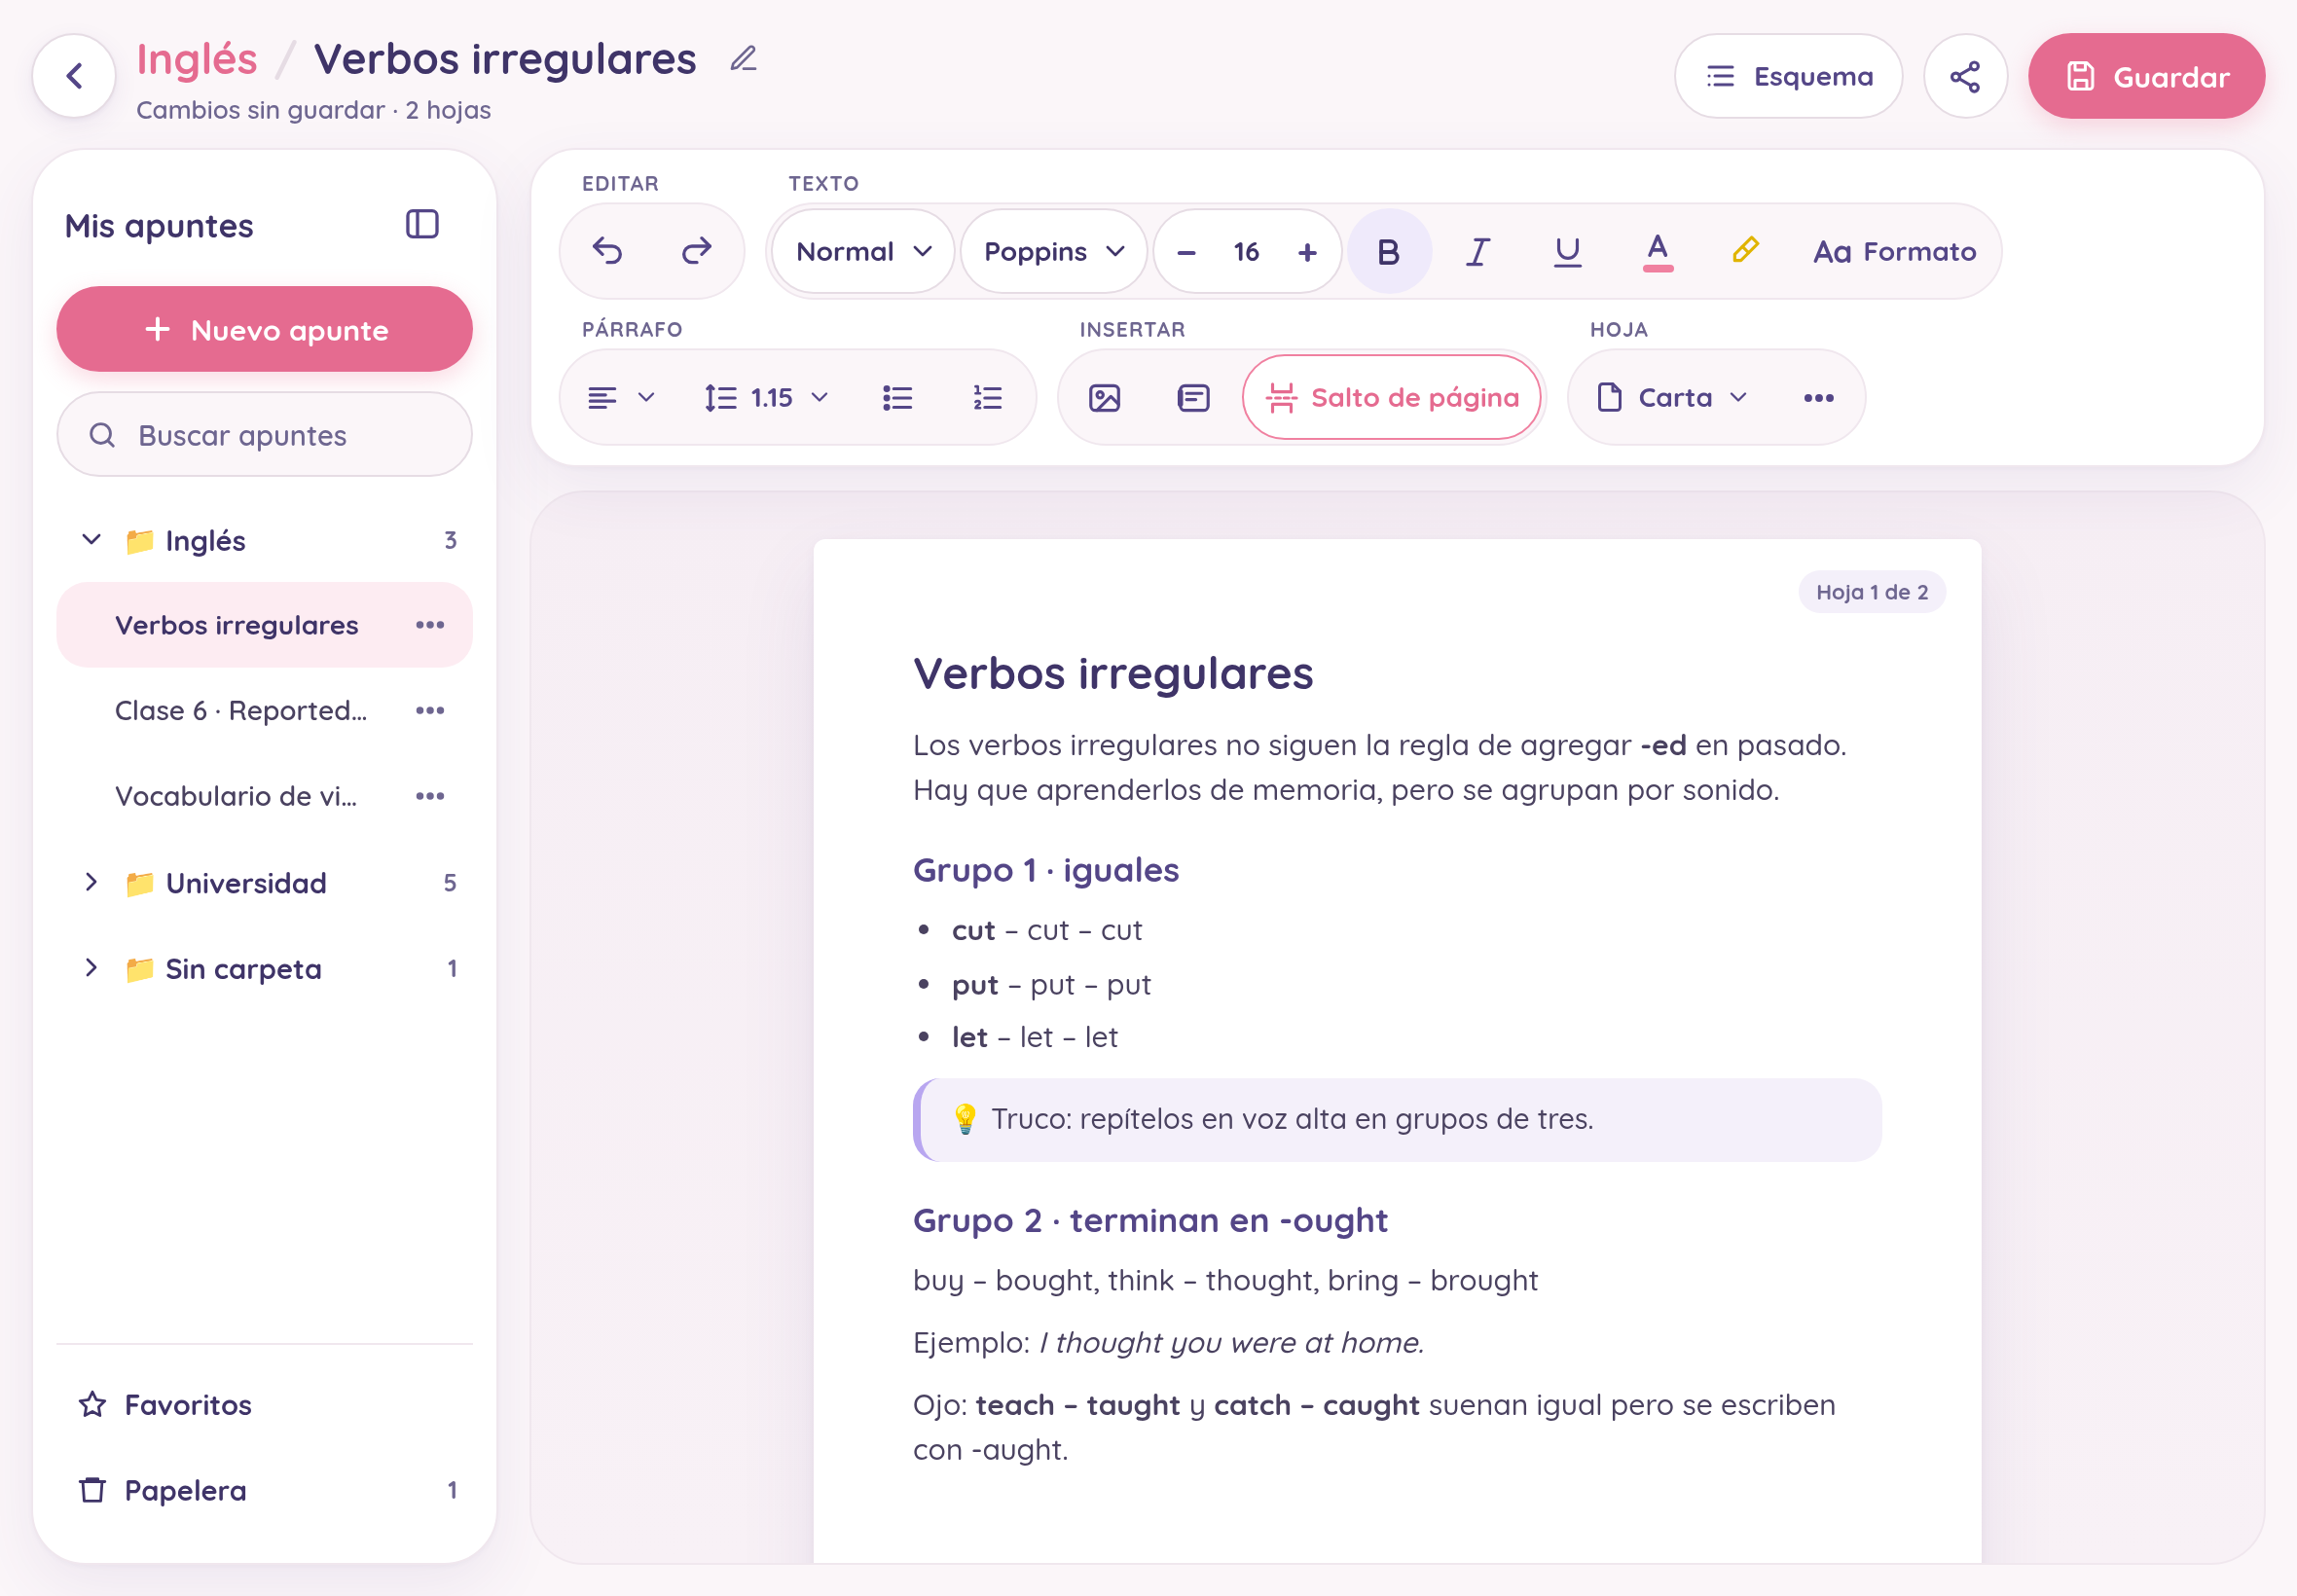 Inglés / Verbos irregulares
Cambios sin guardar · 2 hojas
Esquema
Guardar
Mis apuntes
+ Nuevo apunte
Buscar apuntes
📁 Inglés 3
Verbos irregulares
Clase 6 · Reported...
Vocabulario de vi...
📁 Universidad 5
📁 Sin carpeta 1
Favoritos
Papelera 1
EDITAR
TEXTO
Normal
Poppins
– 16 +
B I U A Aa Formato
PÁRRAFO
1.15
INSERTAR
Salto de página
HOJA
Carta
Hoja 1 de 2
Verbos irregulares
Los verbos irregulares no siguen la regla de agregar -ed en pasado.
Hay que aprenderlos de memoria, pero se agrupan por sonido.
Grupo 1 · iguales
• cut – cut – cut
• put – put – put
• let – let – let
💡 Truco: repítelos en voz alta en grupos de tres.
Grupo 2 · terminan en -ought
buy – bought, think – thought, bring – brought
Ejemplo: I thought you were at home.
Ojo: teach – taught y catch – caught suenan igual pero se escriben
con -aught.